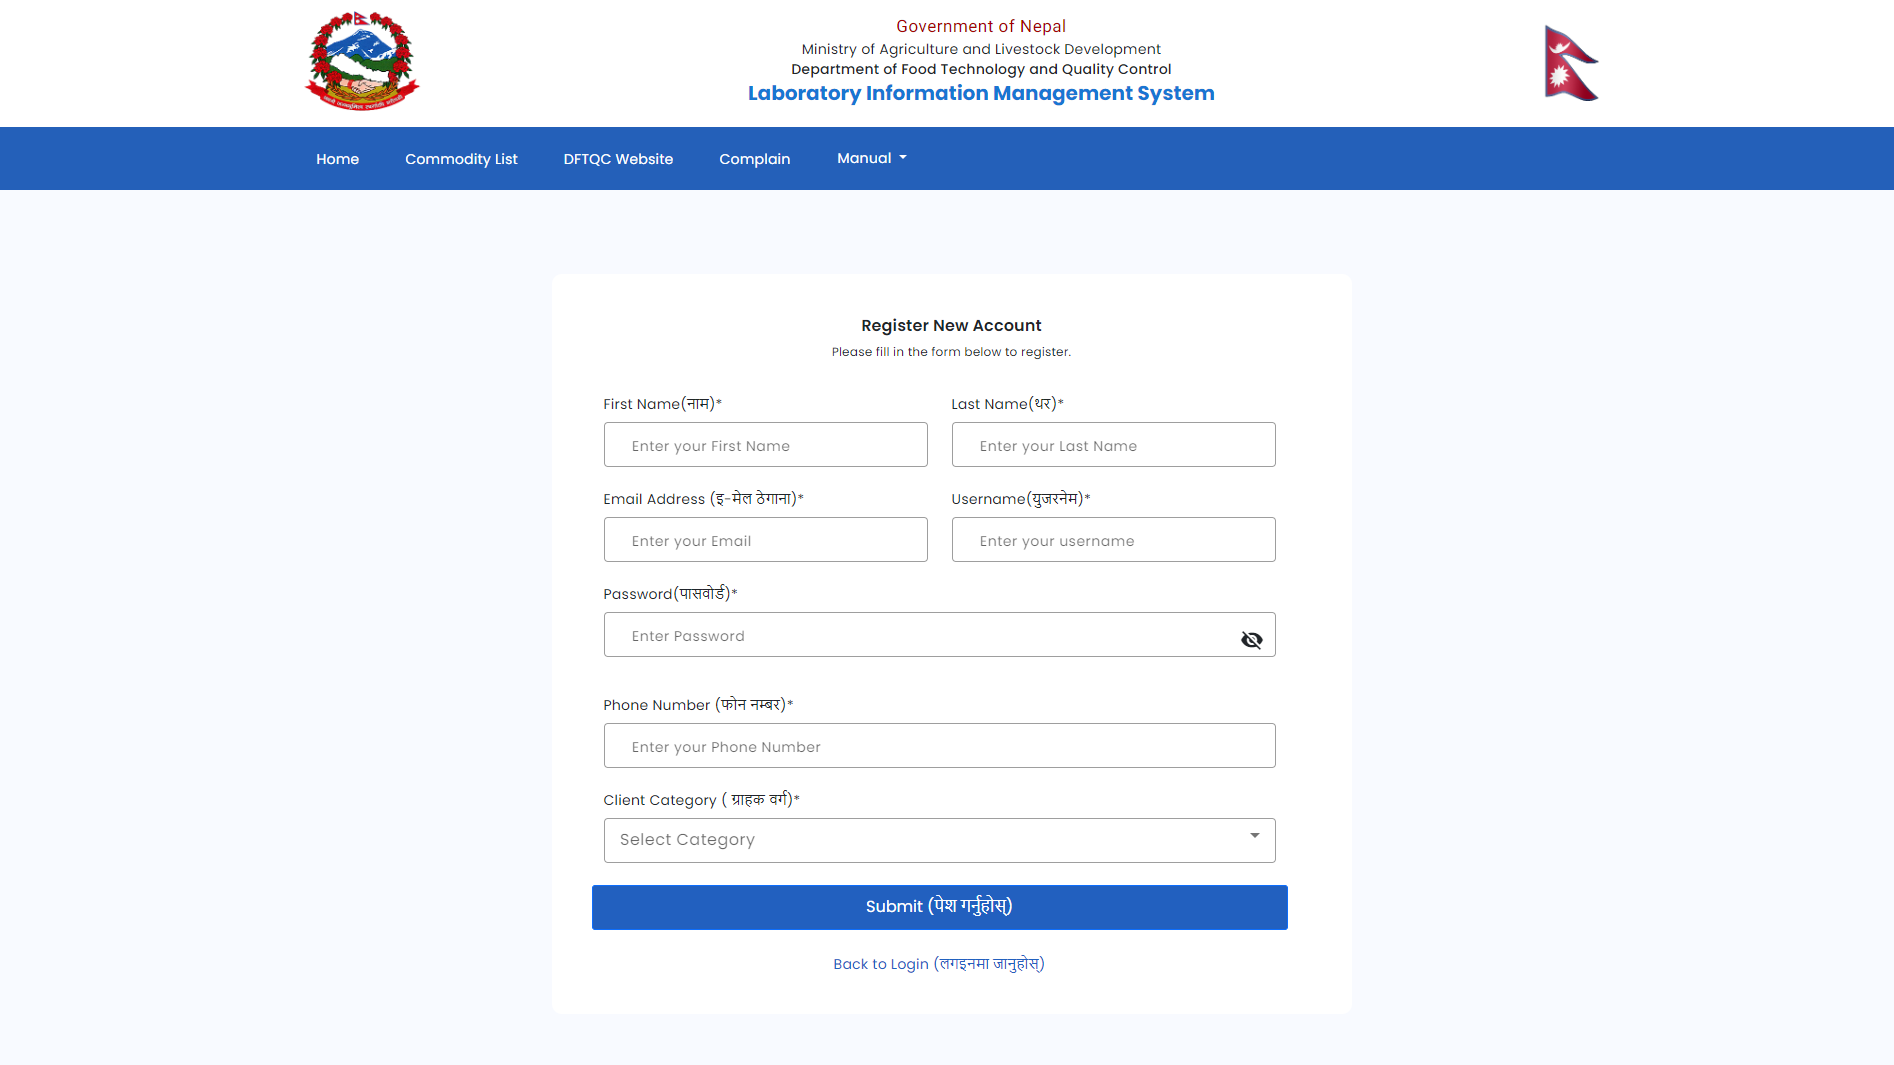 Government of Nepal
Ministry of Agriculture and Livestock Development
Department of Food Technology and Quality Control
Laboratory Information Management System
Home
Commodity List
DFTQC Website
Complain
Manual
Register New Account
Please fill in the form below to register.
First Name(नाम)*
Last Name(थर)*
Enter your First Name
Enter your Last Name
Email Address (इ-मेल ठेगाना)*
Username(युजरनेम)*
Enter your Email
Enter your username
Password(पासवोर्ड)*
Enter Password
Phone Number (फोन नम्बर)*
Enter your Phone Number
Client Category ( ग्राहक वर्ग)*
Select Category
Submit (पेश गर्नुहोस्)
Back to Login (लगइनमा जानुहोस्)